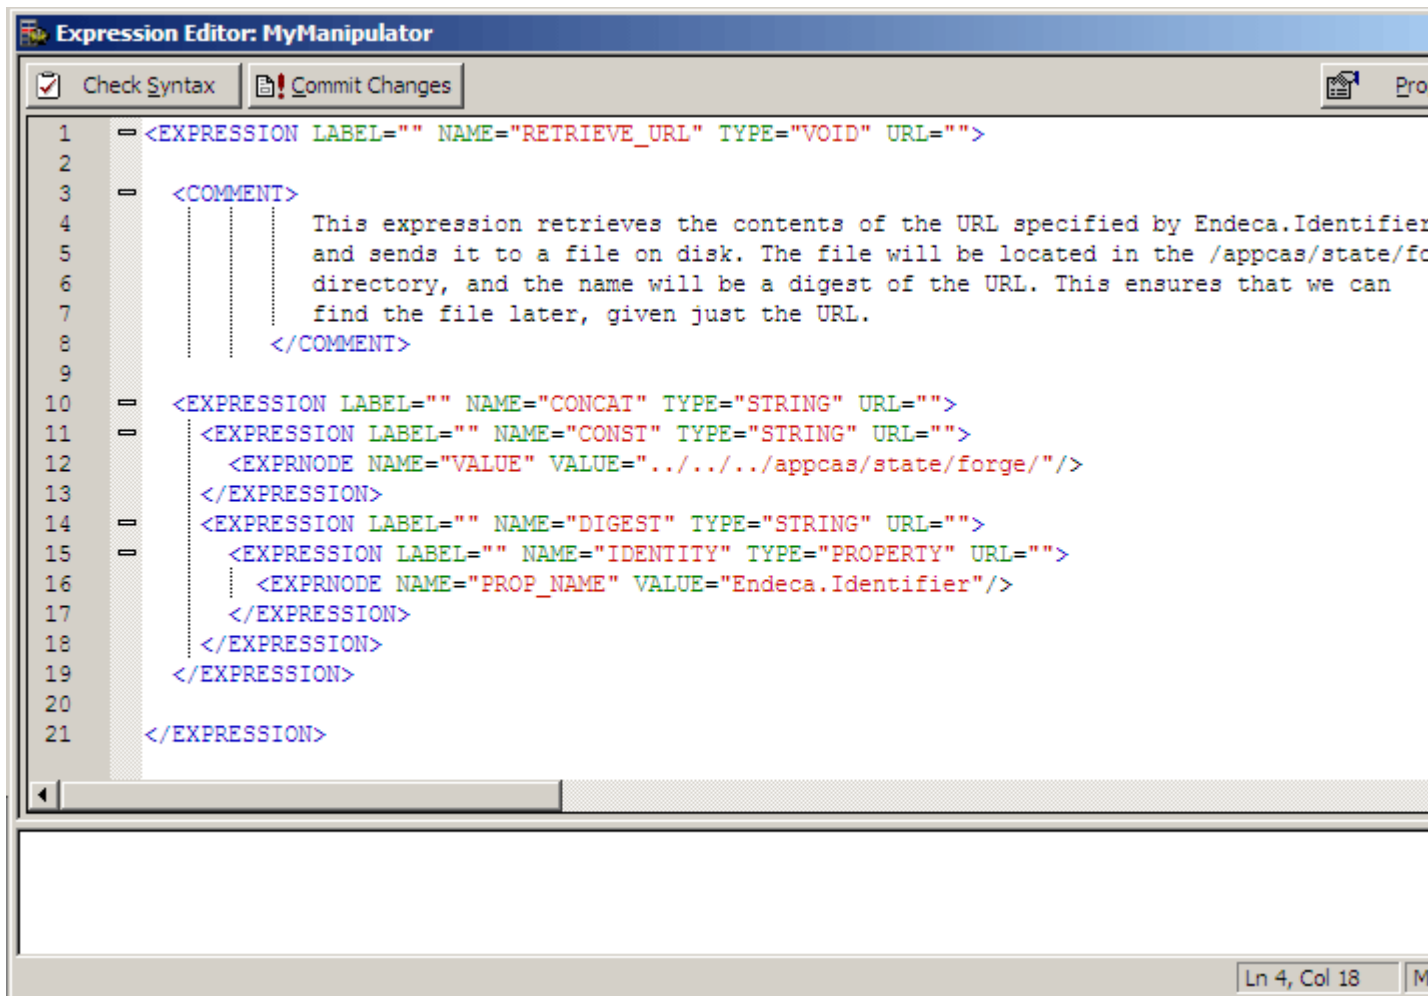 Expression Editor: MyManipulator
Check Syntax Commit Changes
1 <EXPRESSION LABEL="" NAME="RETRIEVE_URL" TYPE="VOID" URL="">
2
3 <COMMENT>
4 This expression retrieves the contents of the URL specified by Endeca.Identifier
5 and sends it to a file on disk. The file will be located in the /appcas/state/fo
6 directory, and the name will be a digest of the URL. This ensures that we can
7 find the file later, given just the URL.
8 </COMMENT>
9
10 <EXPRESSION LABEL="" NAME="CONCAT" TYPE="STRING" URL="">
11 <EXPRESSION LABEL="" NAME="CONST" TYPE="STRING" URL="">
12 <EXPRNODE NAME="VALUE" VALUE="../../../appcas/state/forge/"/>
13 </EXPRESSION>
14 <EXPRESSION LABEL="" NAME="DIGEST" TYPE="STRING" URL="">
15 <EXPRESSION LABEL="" NAME="IDENTITY" TYPE="PROPERTY" URL="">
16 <EXPRNODE NAME="PROP_NAME" VALUE="Endeca.Identifier"/>
17 </EXPRESSION>
18 </EXPRESSION>
19 </EXPRESSION>
20
21 </EXPRESSION>
Ln 4, Col 18